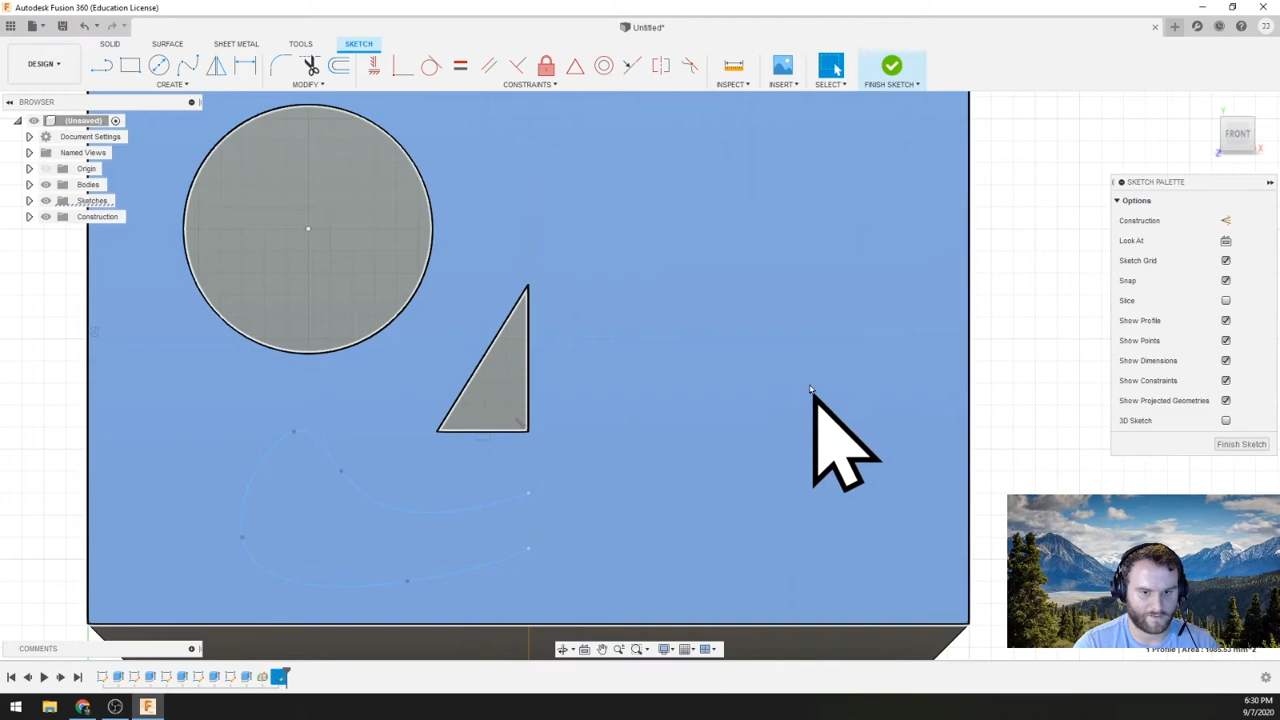 Autodesk Fusion 360 (Education License)
Untitled*
JJ
DESIGN
SOLID SURFACE SHEET METAL TOOLS SKETCH
CREATE MODIFY CONSTRAINTS INSPECT INSERT SELECT FINISH SKETCH
BROWSER
(Unsaved)
Document Settings
Named Views
Origin
Bodies
Sketches
Construction
FRONT
Y
X
Z
SKETCH PALETTE
Options
Construction
Look At
Sketch Grid
Snap
Slice
Show Profile
Show Points
Show Dimensions
Show Constraints
Show Projected Geometries
3D Sketch
Finish Sketch
COMMENTS
6:30 PM
9/7/2020